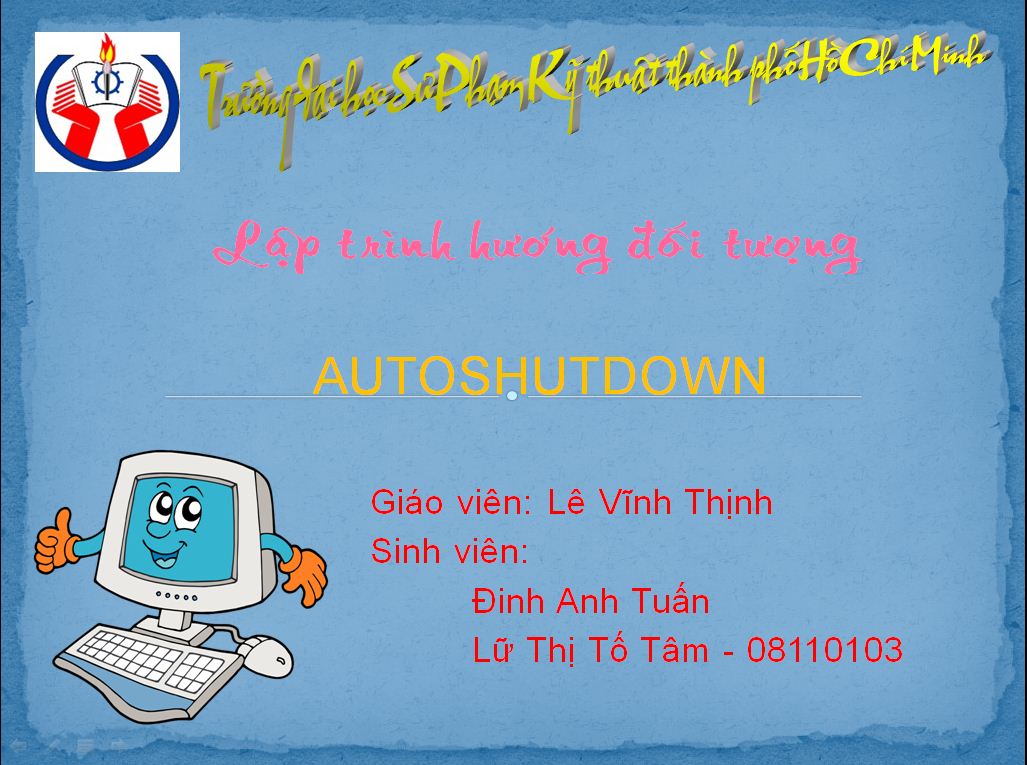 Trường Đại học Sư Phạm Kỹ thuật thành phố Hồ Chí Minh
Lập trình hướng đối tượng
AUTOSHUTDOWN
Giáo viên: Lê Vĩnh Thịnh
Sinh viên:
Đinh Anh Tuấn
Lữ Thị Tố Tâm - 08110103